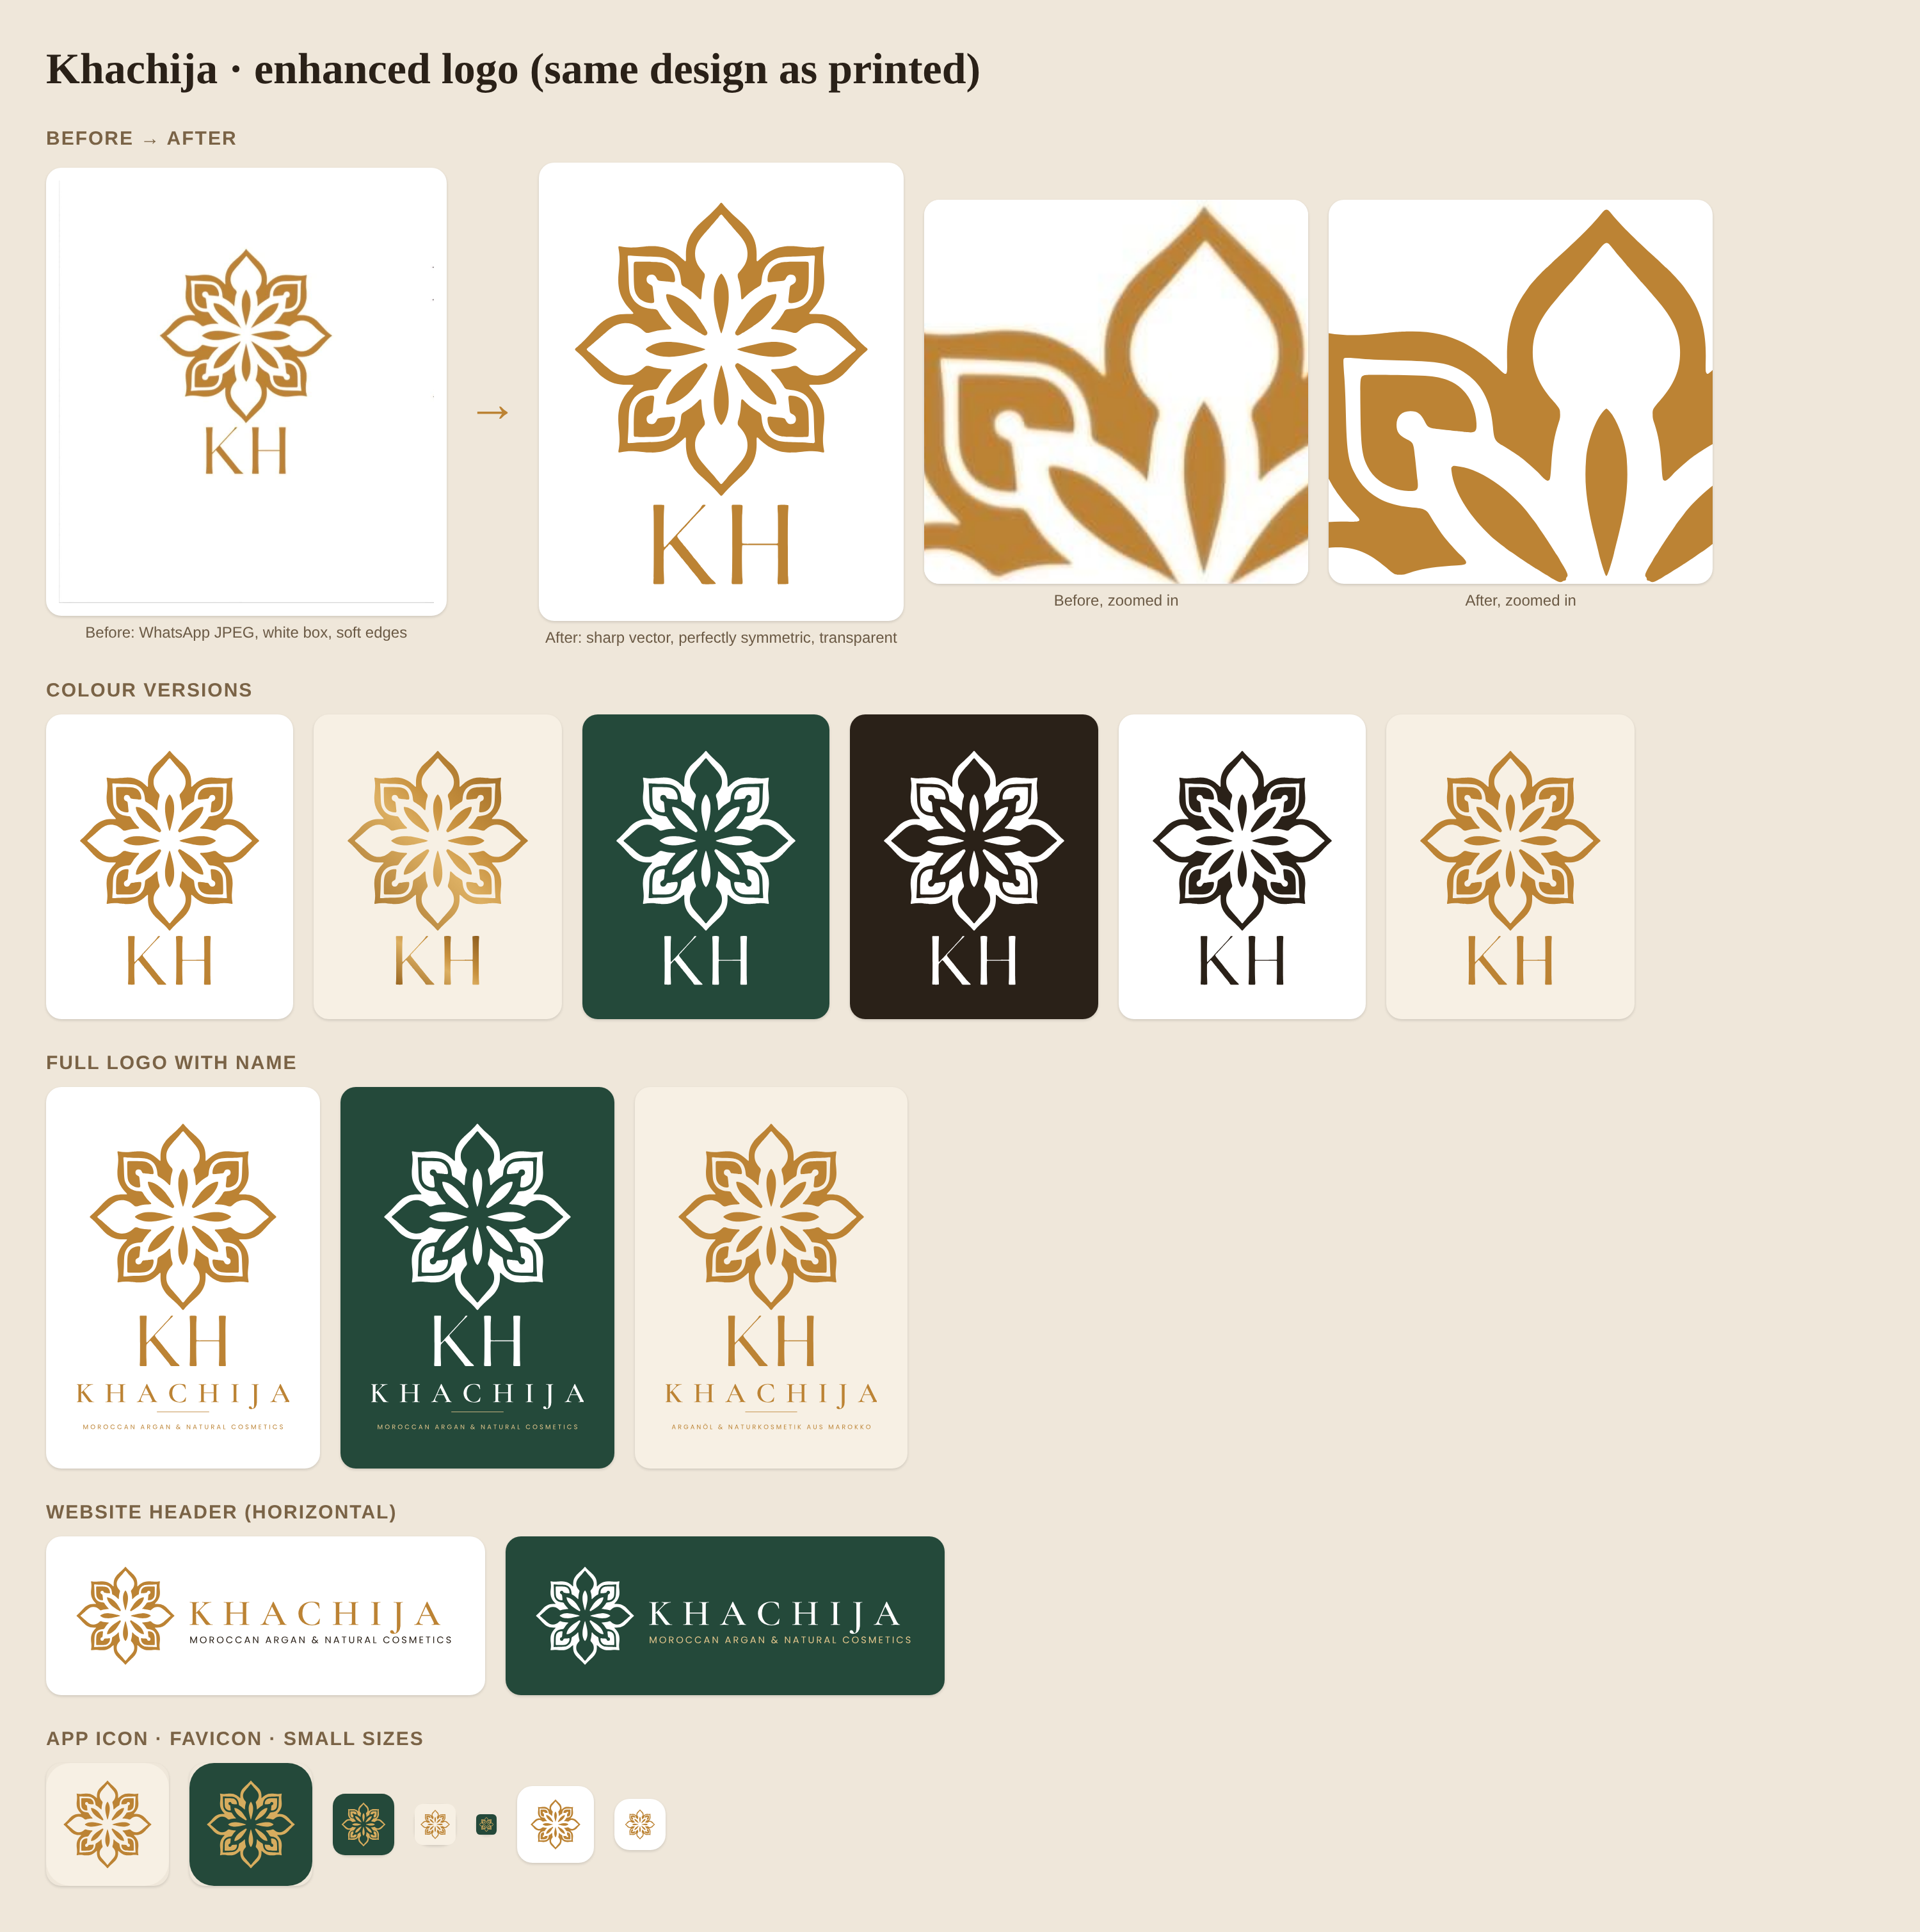 Khachija · enhanced logo (same design as printed)
BEFORE → AFTER
KH
→
KH
Before: WhatsApp JPEG, white box, soft edges
After: sharp vector, perfectly symmetric, transparent
Before, zoomed in
After, zoomed in
COLOUR VERSIONS
KH
KH
KH
KH
KH
KH
FULL LOGO WITH NAME
KH
KHACHIJA
MOROCCAN ARGAN & NATURAL COSMETICS
KH
KHACHIJA
MOROCCAN ARGAN & NATURAL COSMETICS
KH
KHACHIJA
ARGANÖL & NATURKOSMETIK AUS MAROKKO
WEBSITE HEADER (HORIZONTAL)
KHACHIJA
MOROCCAN ARGAN & NATURAL COSMETICS
KHACHIJA
MOROCCAN ARGAN & NATURAL COSMETICS
APP ICON · FAVICON · SMALL SIZES